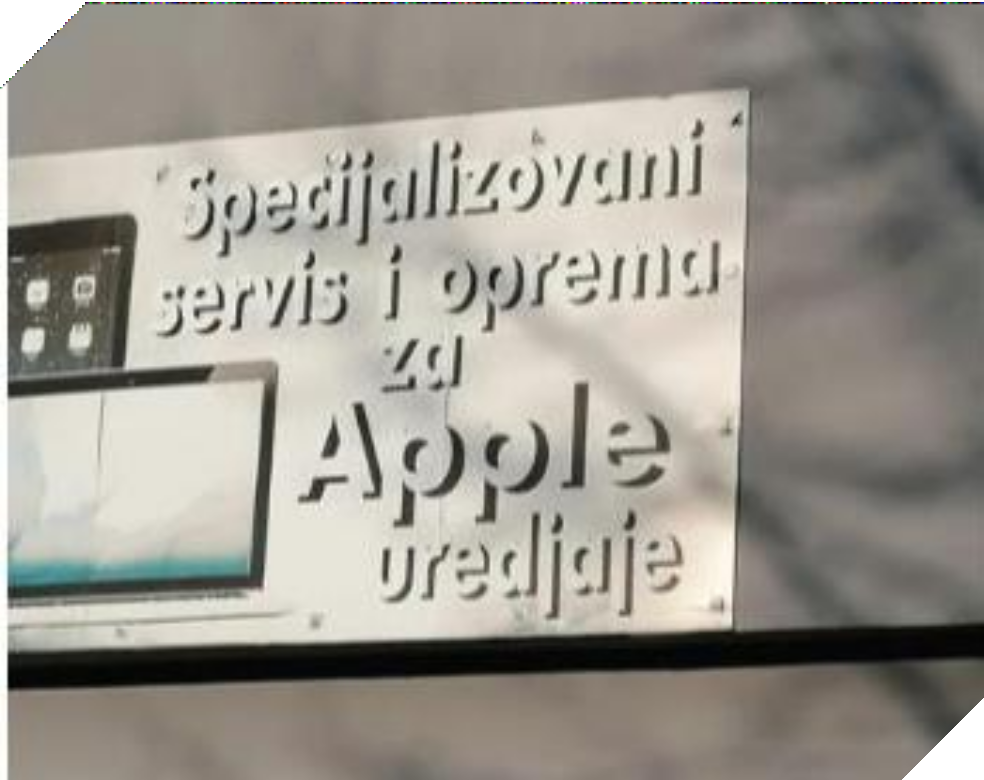 Specijalizovani
servis i oprema
za
Apple
uredjaje